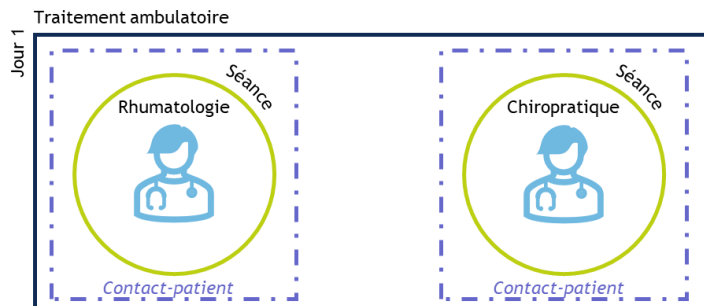 Traitement ambulatoire
Jour 1
Séance
Rhumatologie
Contact-patient
Séance
Chiropratique
Contact-patient